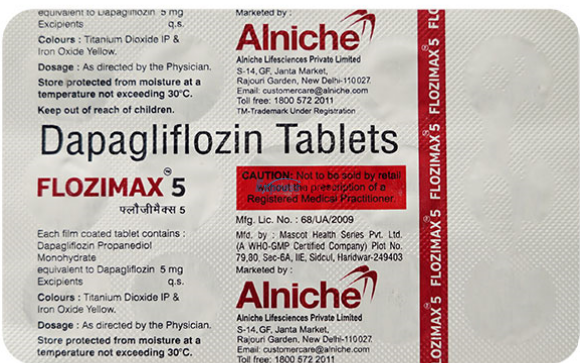 equivalent to Dapagliflozin 5 mg
Excipients q.s.
Colours : Titanium Dioxide IP &
Iron Oxide Yellow.
Dosage : As directed by the Physician.
Store protected from moisture at a
temperature not exceeding 30°C.
Keep out of reach of children.
Marketed by :
Alniche
Alniche Lifesciences Private Limited
S-14, GF, Janta Market,
Rajouri Garden, New Delhi-110027.
Email: customercare@alniche.com
Toll free: 1800 572 2011
TM-Trademark Under Registration
Dapagliflozin Tablets
FLOZIMAX™ 5
फ्लौजीमैक्स 5
CAUTION: Not to be sold by retail
without the prescription of a
Registered Medical Practitioner.
Mfg. Lic. No. : 68/UA/2009
Each film coated tablet contains :
Dapagliflozin Propanediol
Monohydrate
equivalent to Dapagliflozin 5 mg
Excipients q.s.
Colours : Titanium Dioxide IP &
Iron Oxide Yellow.
Dosage : As directed by the Physician.
Store protected from moisture at a
temperature not exceeding 30°C.
Mfd. by : Mascot Health Series Pvt. Ltd.
(A WHO-GMP Certified Company) Plot No.
79,80, Sec-6A, IIE, Sidcul, Haridwar-249403
Marketed by :
Alniche
Alniche Lifesciences Private Limited
S-14, GF, Janta Market,
Rajouri Garden, New Delhi-110027.
Email: customercare@alniche.com
Toll free: 1800 572 2011
FLOZIMAX™ 5
FLOZIMAX™ 5
FLOZIMAX™ 5
FLOZIMAX 5